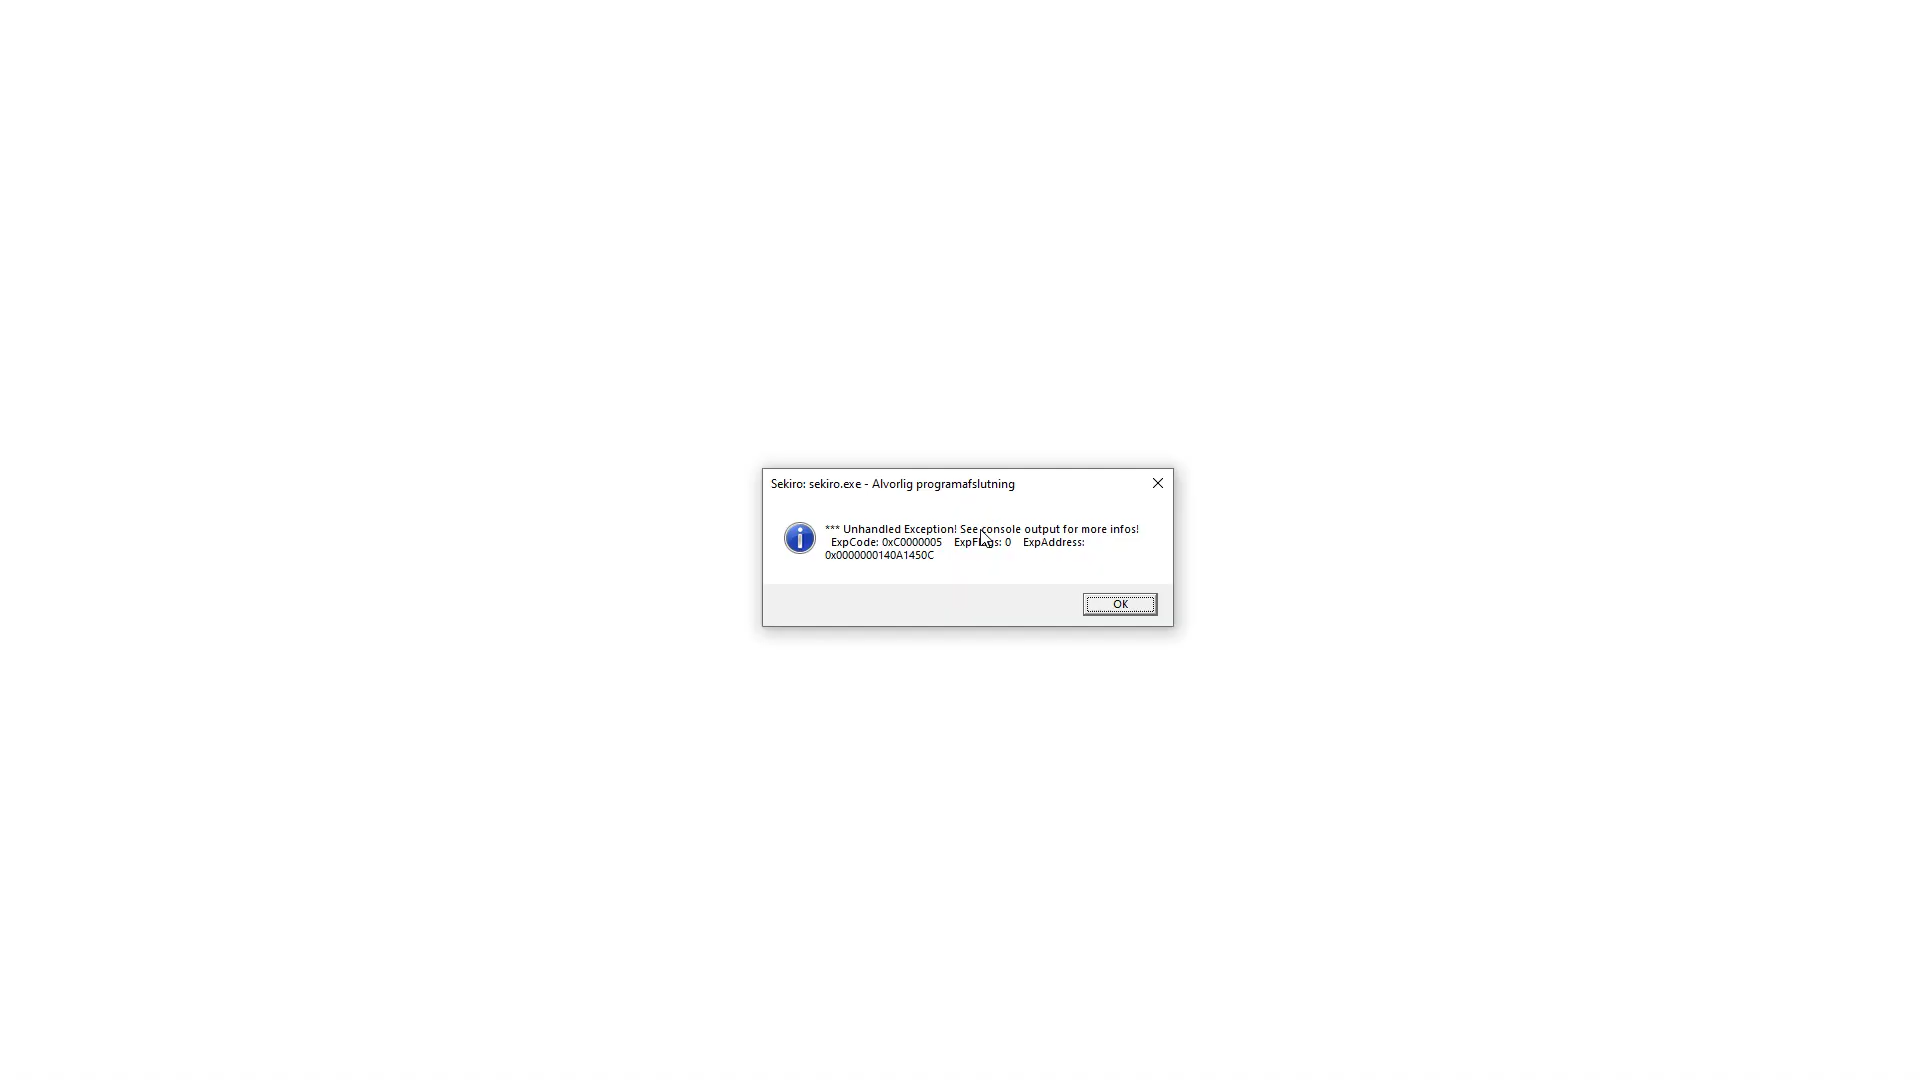 Sekiro: sekiro.exe - Alvorlig programafslutning
*** Unhandled Exception! See console output for more infos!
ExpCode: 0xC0000005 ExpFlags: 0 ExpAddress:
0x0000000140A1450C
OK